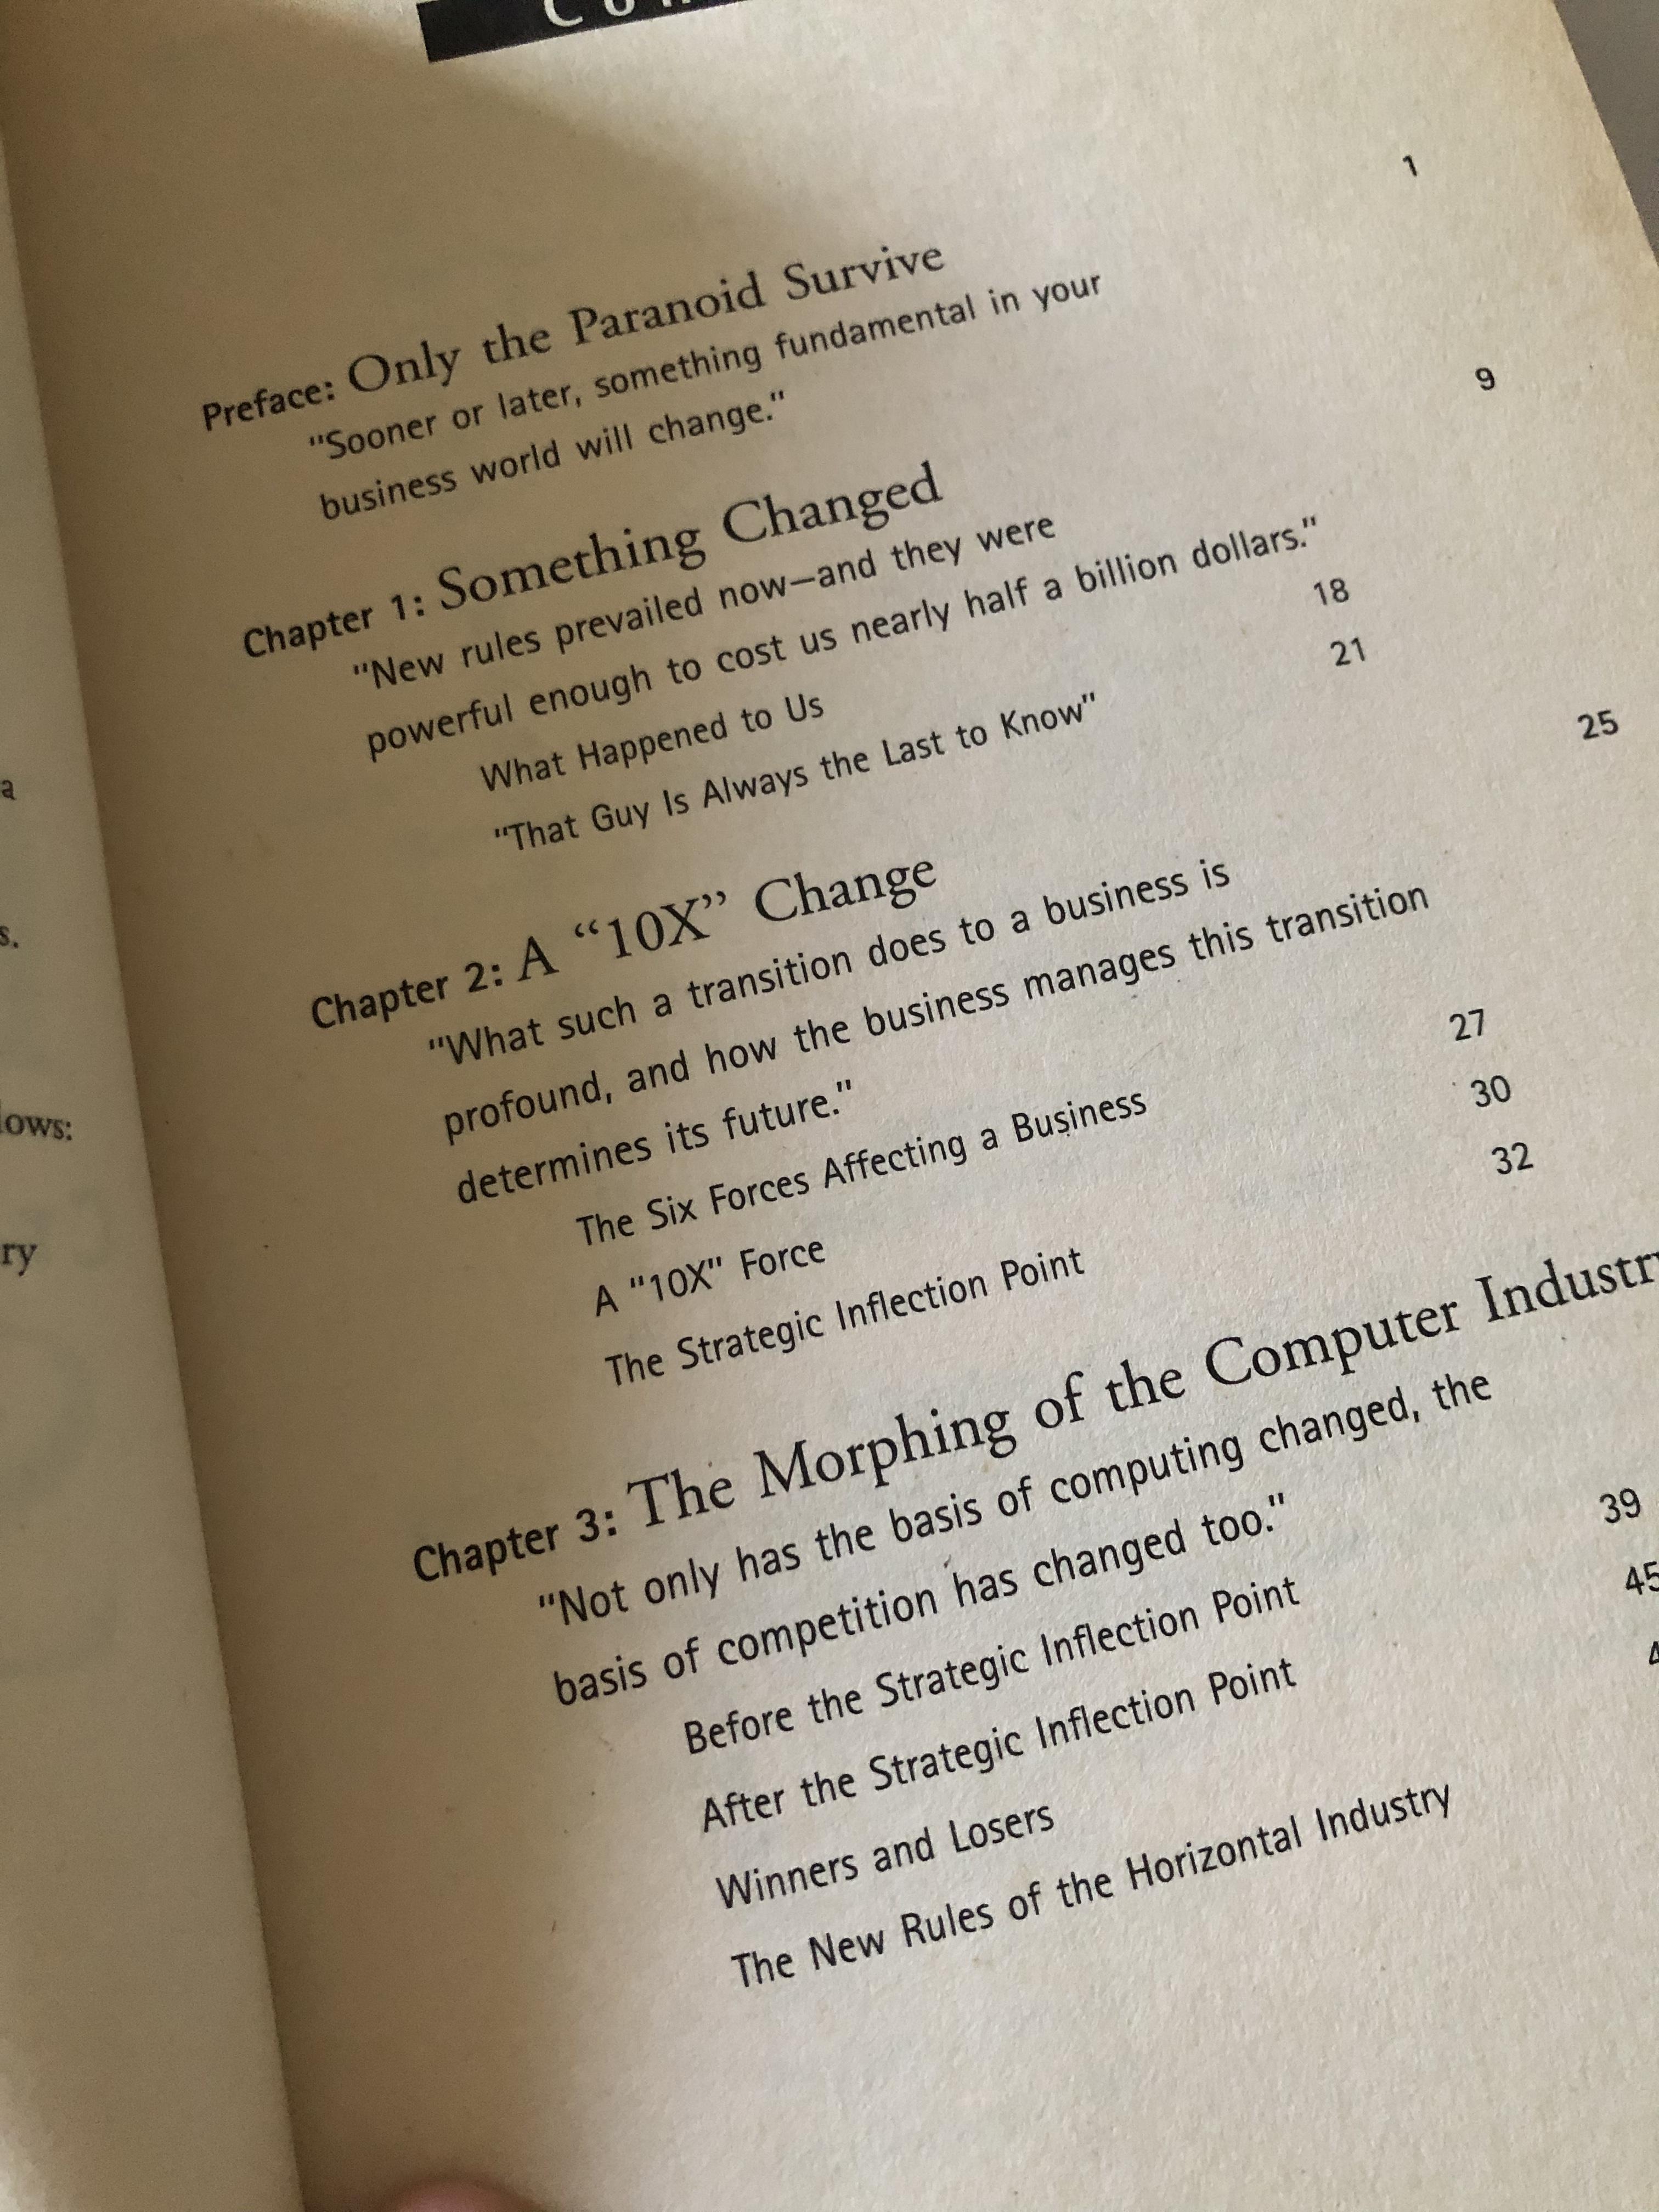 a
s.
lows:
ry
Preface: Only the Paranoid Survive 1
"Sooner or later, something fundamental in your
business world will change."
Chapter 1: Something Changed 9
"New rules prevailed now—and they were
powerful enough to cost us nearly half a billion dollars."
What Happened to Us 18
"That Guy Is Always the Last to Know" 21
Chapter 2: A “10X” Change 25
"What such a transition does to a business is
profound, and how the business manages this transition
determines its future."
The Six Forces Affecting a Business 27
A "10X" Force 30
The Strategic Inflection Point 32
Chapter 3: The Morphing of the Computer Industry
"Not only has the basis of computing changed, the
basis of competition has changed too."
Before the Strategic Inflection Point 39
After the Strategic Inflection Point 45
Winners and Losers
The New Rules of the Horizontal Industry